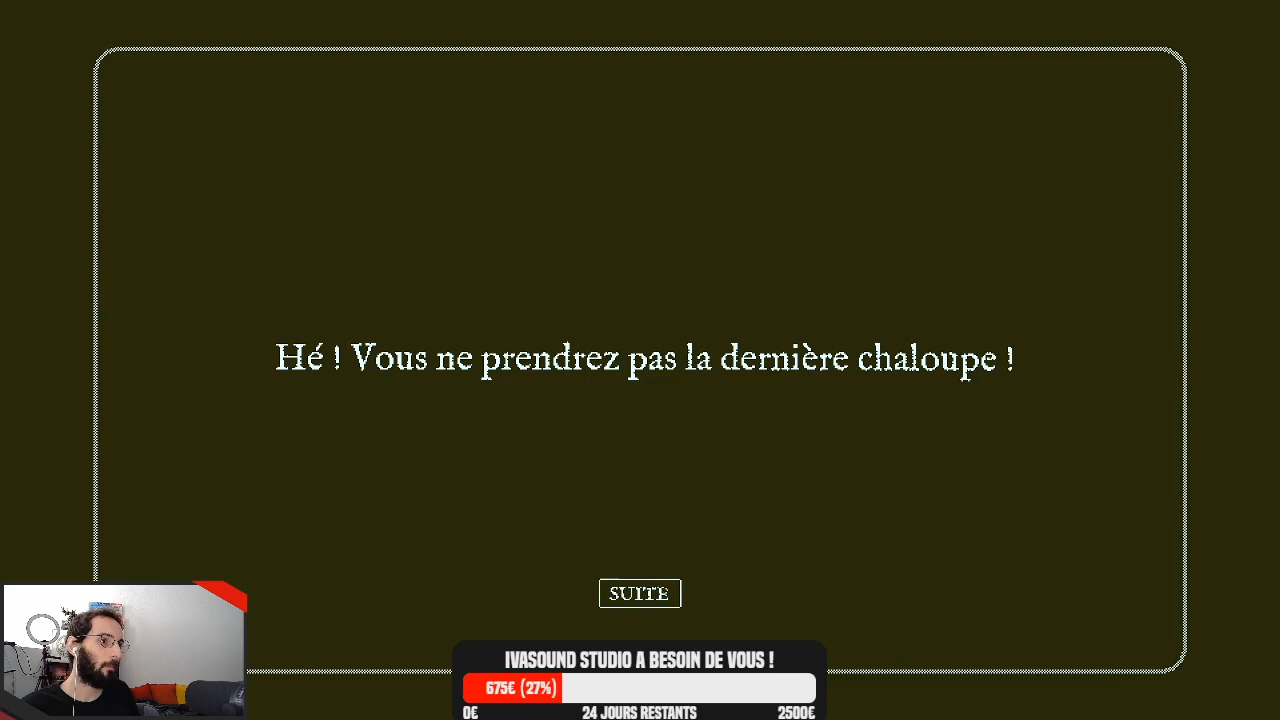 Hé ! Vous ne prendrez pas la dernière chaloupe !
SUITE
IVASOUND STUDIO A BESOIN DE VOUS !
675€ (27%)
0€ 24 JOURS RESTANTS 2500€